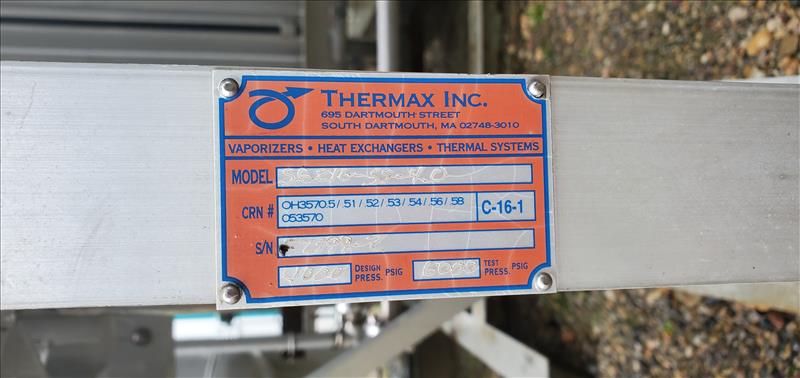 THERMAX INC.
695 DARTMOUTH STREET
SOUTH DARTMOUTH, MA 02748-3010
VAPORIZERS • HEAT EXCHANGERS • THERMAL SYSTEMS
MODEL
CRN # OH3570.5 / .51 / .52 / .53 / .54 / .56 / .58 C-16-1
053570
S/N
DESIGN PRESS. PSIG TEST PRESS. PSIG